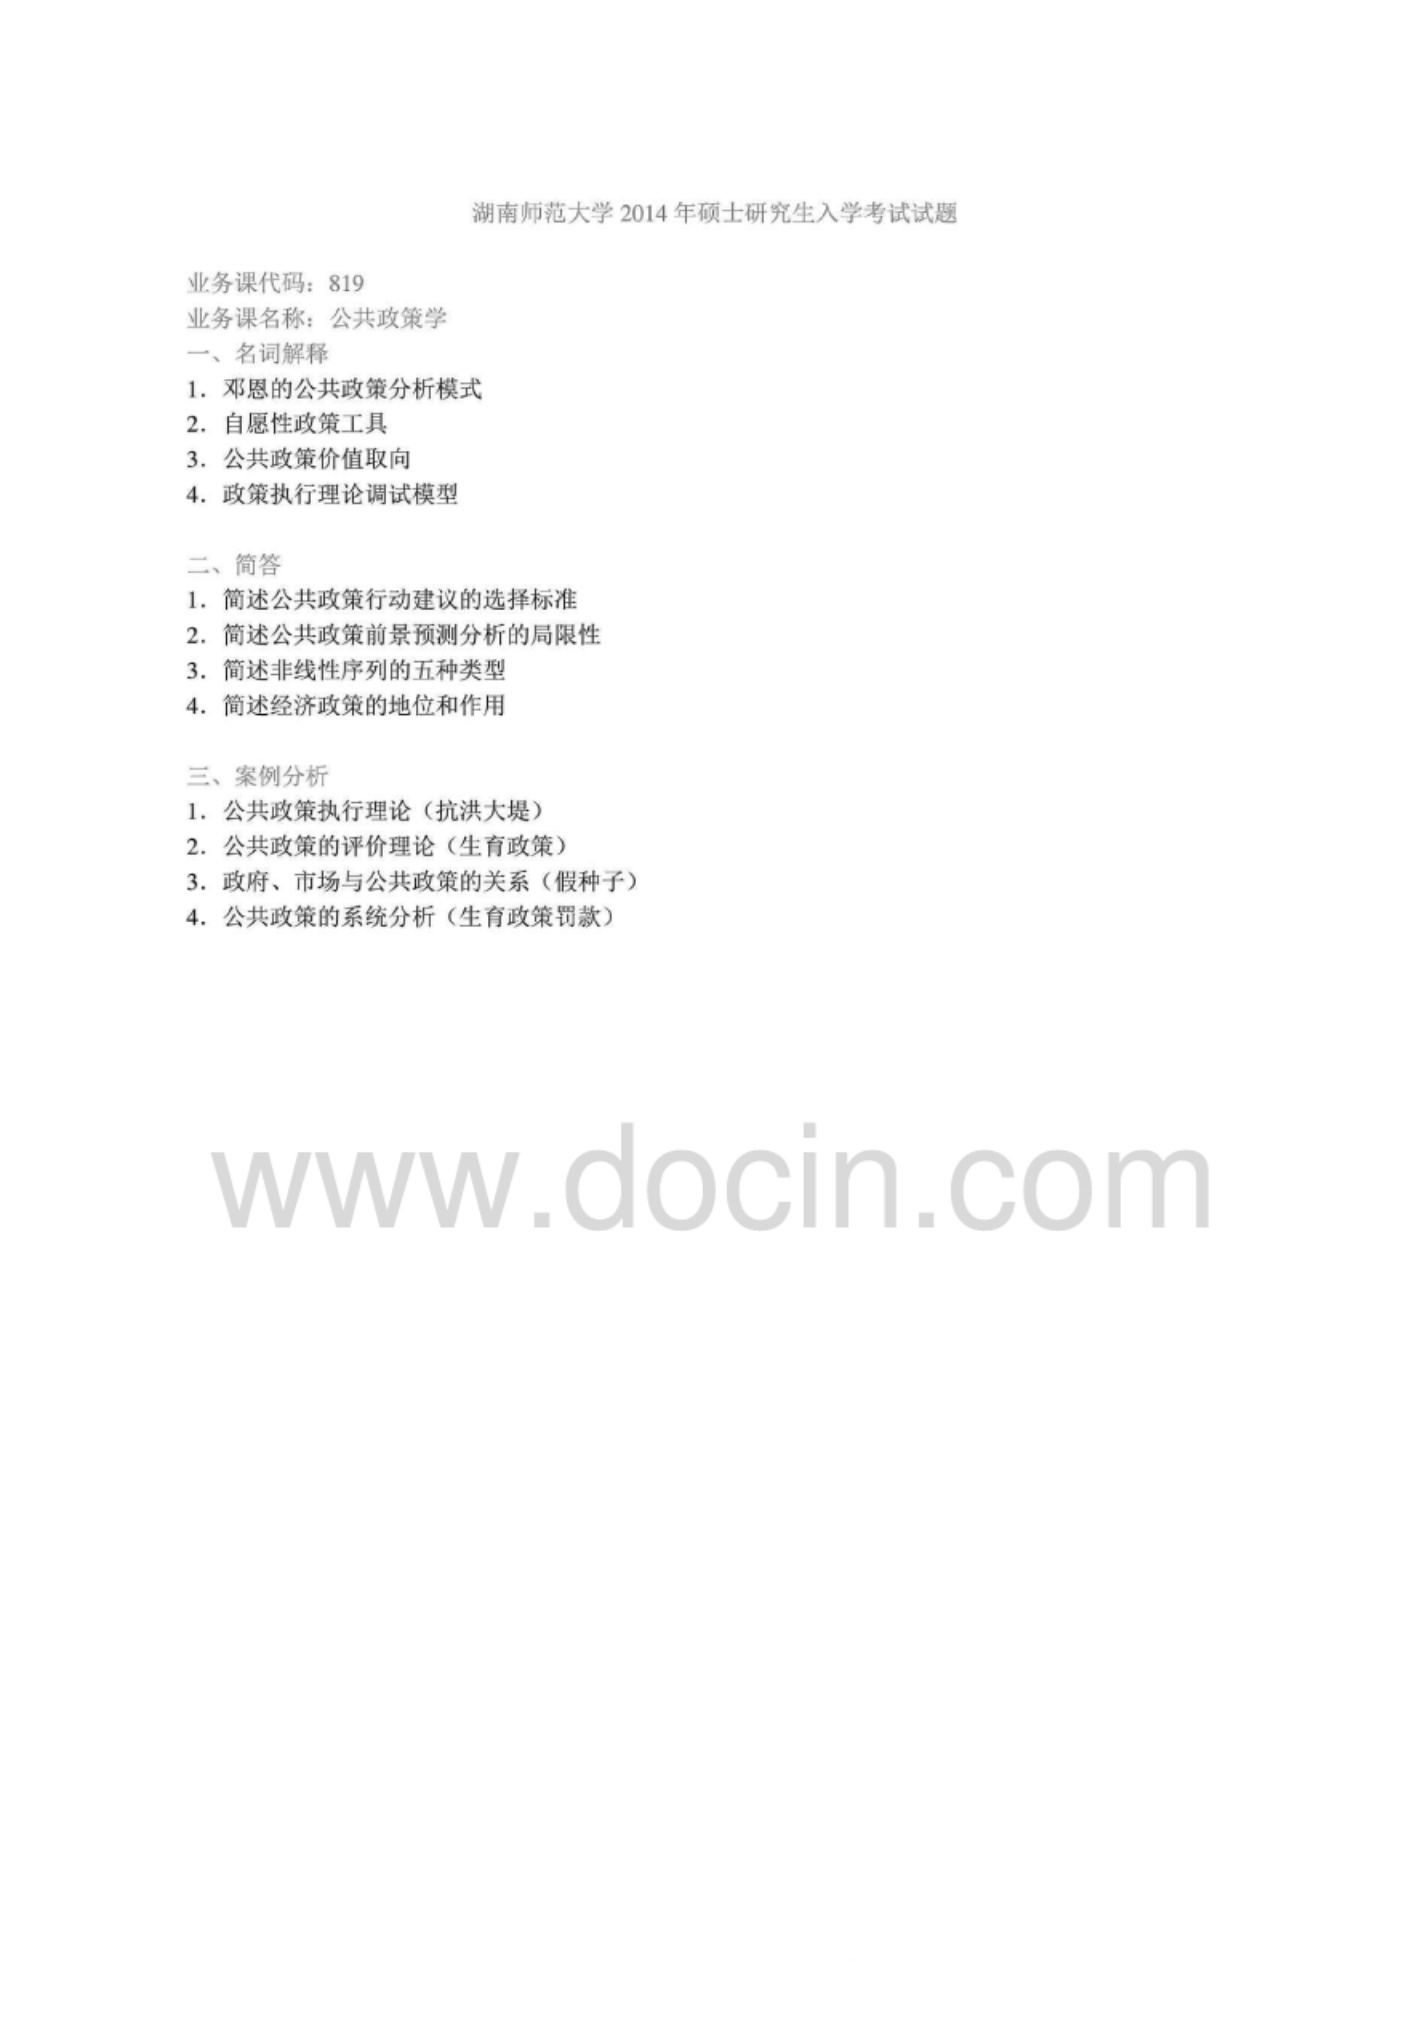 湖南师范大学 2014 年硕士研究生入学考试试题
业务课代码：819
业务课名称：公共政策学
一、名词解释
1．邓恩的公共政策分析模式
2．自愿性政策工具
3．公共政策价值取向
4．政策执行理论调试模型
二、简答
1．简述公共政策行动建议的选择标准
2．简述公共政策前景预测分析的局限性
3．简述非线性序列的五种类型
4．简述经济政策的地位和作用
三、案例分析
1．公共政策执行理论（抗洪大堤）
2．公共政策的评价理论（生育政策）
3．政府、市场与公共政策的关系（假种子）
4．公共政策的系统分析（生育政策罚款）
www.docin.com